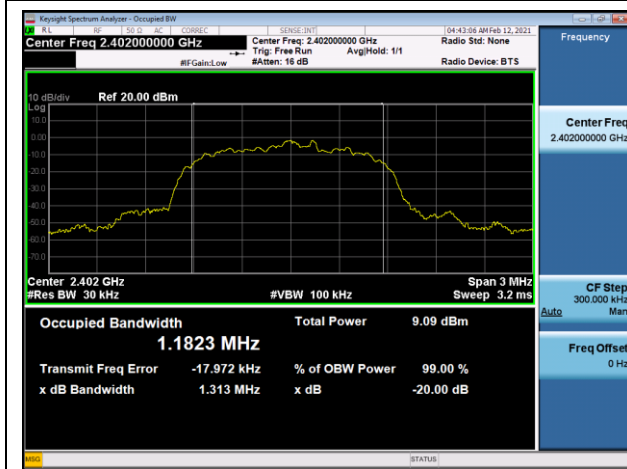 Keysight Spectrum Analyzer - Occupied BW
RL RF 50 Ω AC CORREC SENSE:INT 04:43:06 AM Feb 12, 2021
Center Freq 2.402000000 GHz Center Freq: 2.402000000 GHz Radio Std: None Frequency
Trig: Free Run Avg|Hold: 1/1
#IFGain:Low #Atten: 16 dB Radio Device: BTS
10 dB/div Ref 20.00 dBm
Log
10.0
0.00
-10.0
-20.0
-30.0
-40.0
-50.0
-60.0
-70.0
Center Freq
2.402000000 GHz
Center 2.402 GHz Span 3 MHz
#Res BW 30 kHz #VBW 100 kHz Sweep 3.2 ms
CF Step
300.000 kHz
Auto Man
Occupied Bandwidth Total Power 9.09 dBm
1.1823 MHz
Transmit Freq Error -17.972 kHz % of OBW Power 99.00 %
x dB Bandwidth 1.313 MHz x dB -20.00 dB
Freq Offset
0 Hz
MSG STATUS